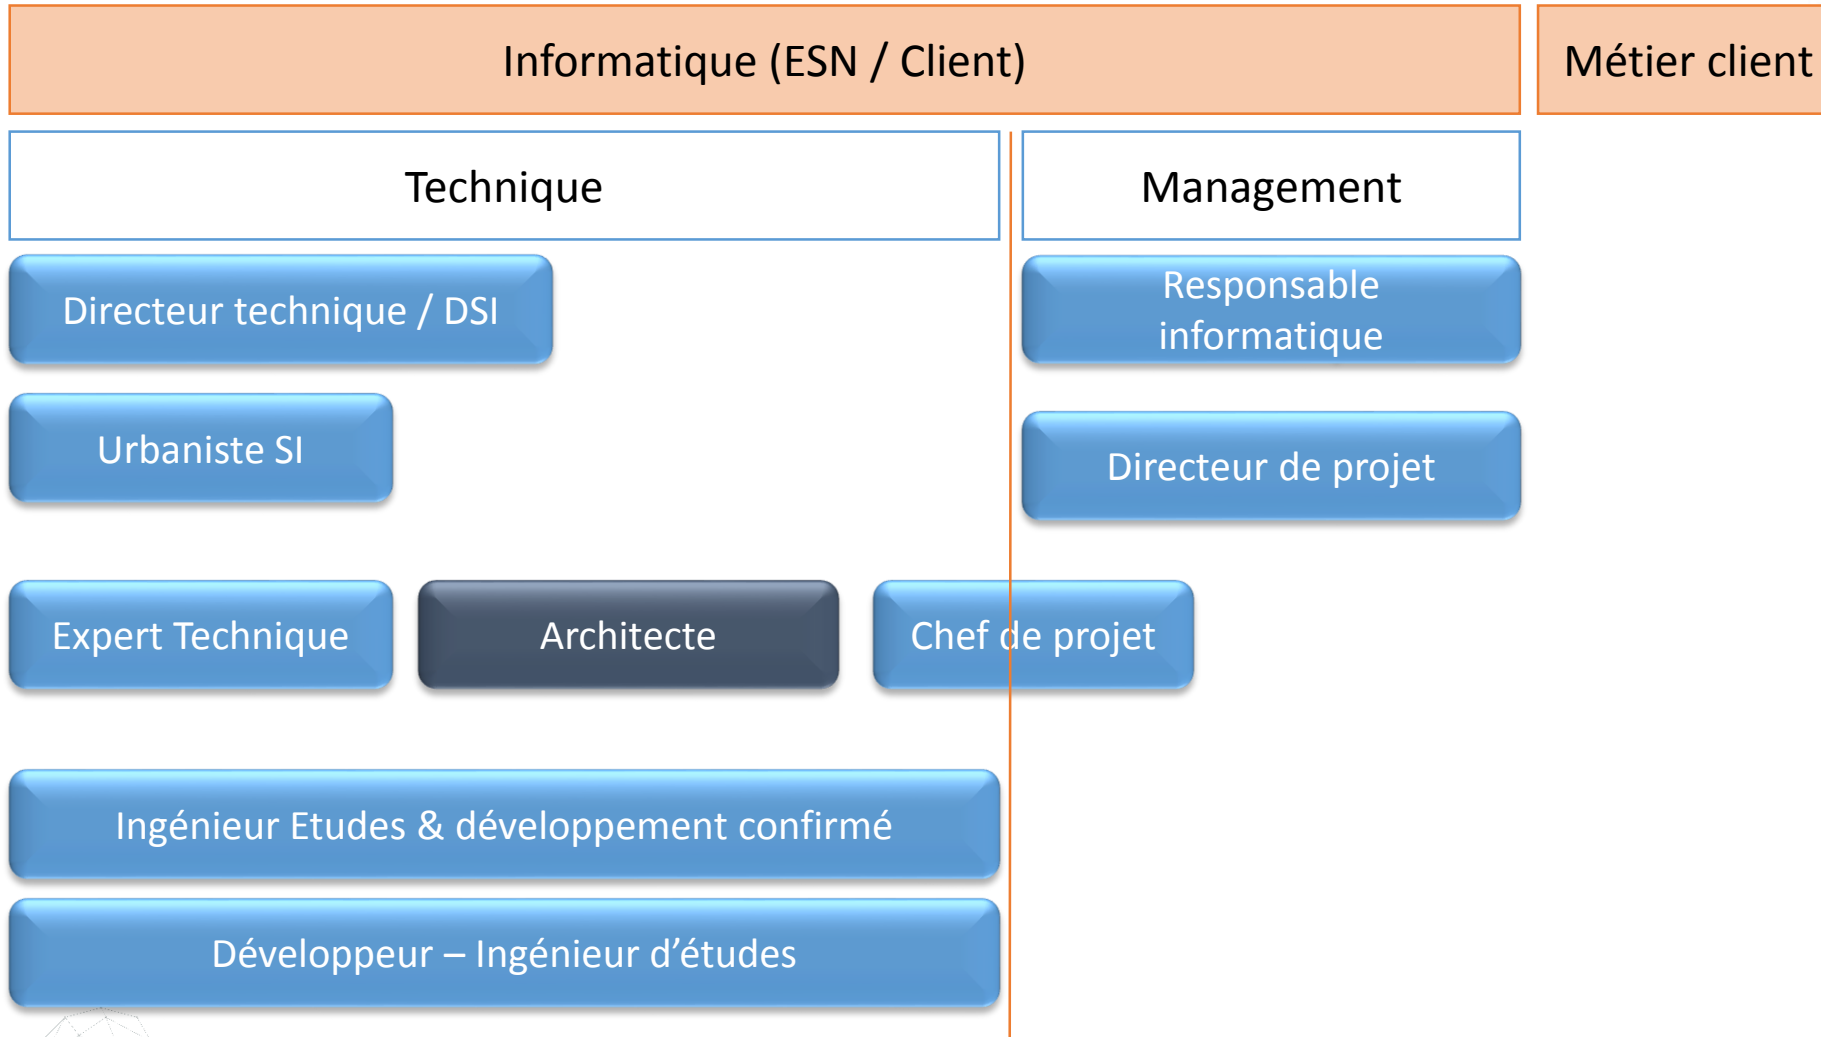 Informatique (ESN / Client)
Métier client
Technique
Management
Directeur technique / DSI
Responsable
informatique
Urbaniste SI
Directeur de projet
Expert Technique
Architecte
Chef de projet
Ingénieur Etudes & développement confirmé
Développeur – Ingénieur d’études